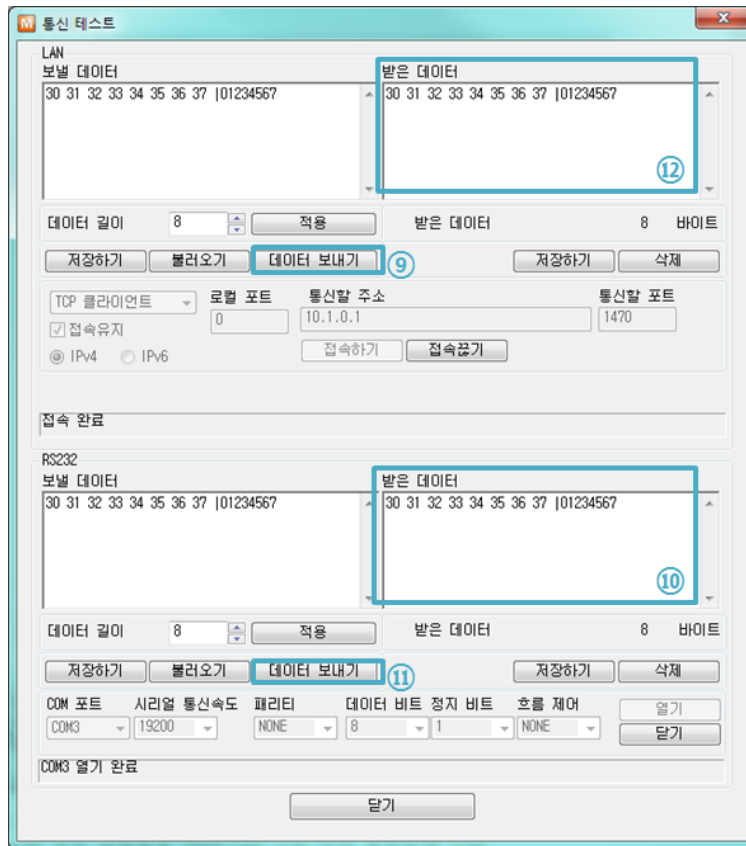 M 통신 테스트
LAN
보낼 데이터 받은 데이터
30 31 32 33 34 35 36 37 |01234567 30 31 32 33 34 35 36 37 |01234567
⑫
데이터 길이 8 적용 받은 데이터 8 바이트
저장하기 불러오기 데이터 보내기 ⑨ 저장하기 삭제
TCP 클라이언트 로컬 포트 통신할 주소 통신할 포트
0 10.1.0.1 1470
접속유지
IPv4 IPv6 접속하기 접속끊기
접속 완료
RS232
보낼 데이터 받은 데이터
30 31 32 33 34 35 36 37 |01234567 30 31 32 33 34 35 36 37 |01234567
⑩
데이터 길이 8 적용 받은 데이터 8 바이트
저장하기 불러오기 데이터 보내기 ⑪ 저장하기 삭제
COM 포트 시리얼 통신속도 패리티 데이터 비트 정지 비트 흐름 제어 열기
COM3 19200 NONE 8 1 NONE 닫기
COM3 열기 완료
닫기